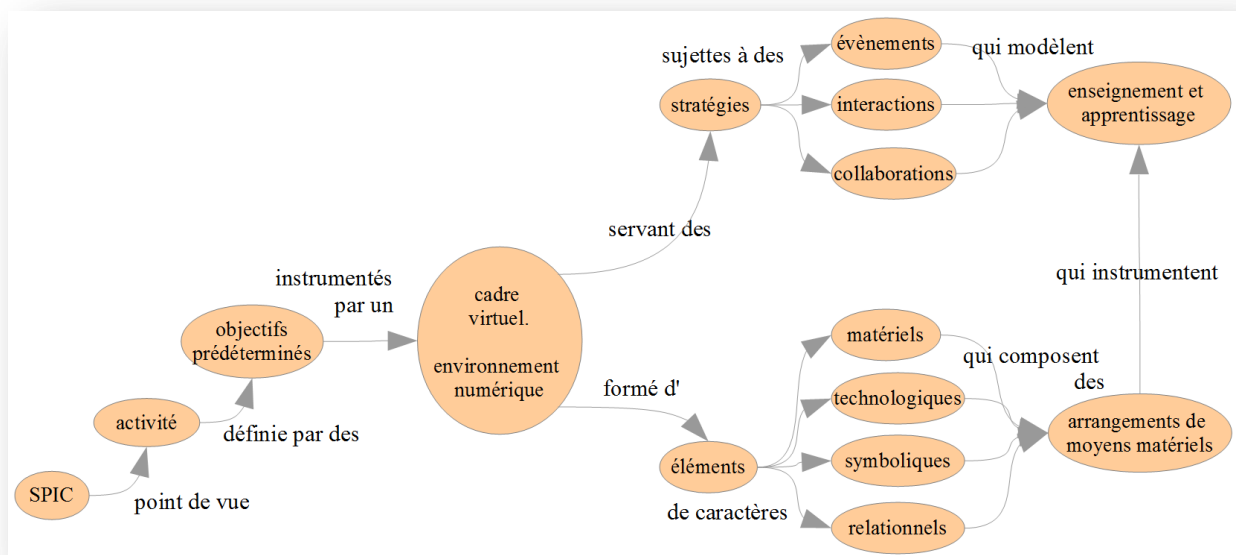 SPIC
point de vue
activité
définie par des
objectifs
prédéterminés
instrumentés
par un
cadre
virtuel.
environnement
numérique
servant des
stratégies
sujettes à des
évènements
interactions
collaborations
qui modèlent
enseignement et
apprentissage
formé d'
éléments
de caractères
matériels
technologiques
symboliques
relationnels
qui composent
des
arrangements de
moyens matériels
qui instrumentent